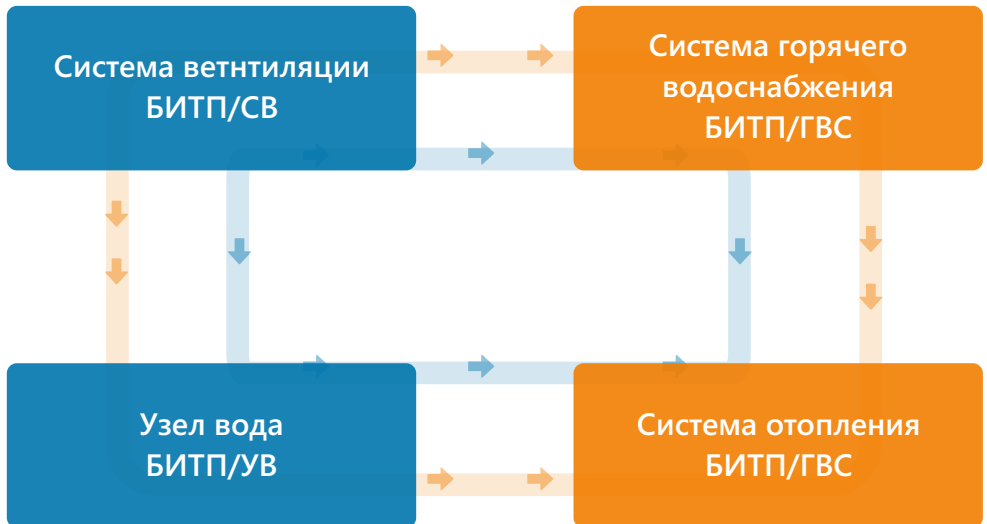 Система ветнтиляции
БИТП/СВ
Система горячего
водоснабжения
БИТП/ГВС
Узел вода
БИТП/УВ
Система отопления
БИТП/ГВС